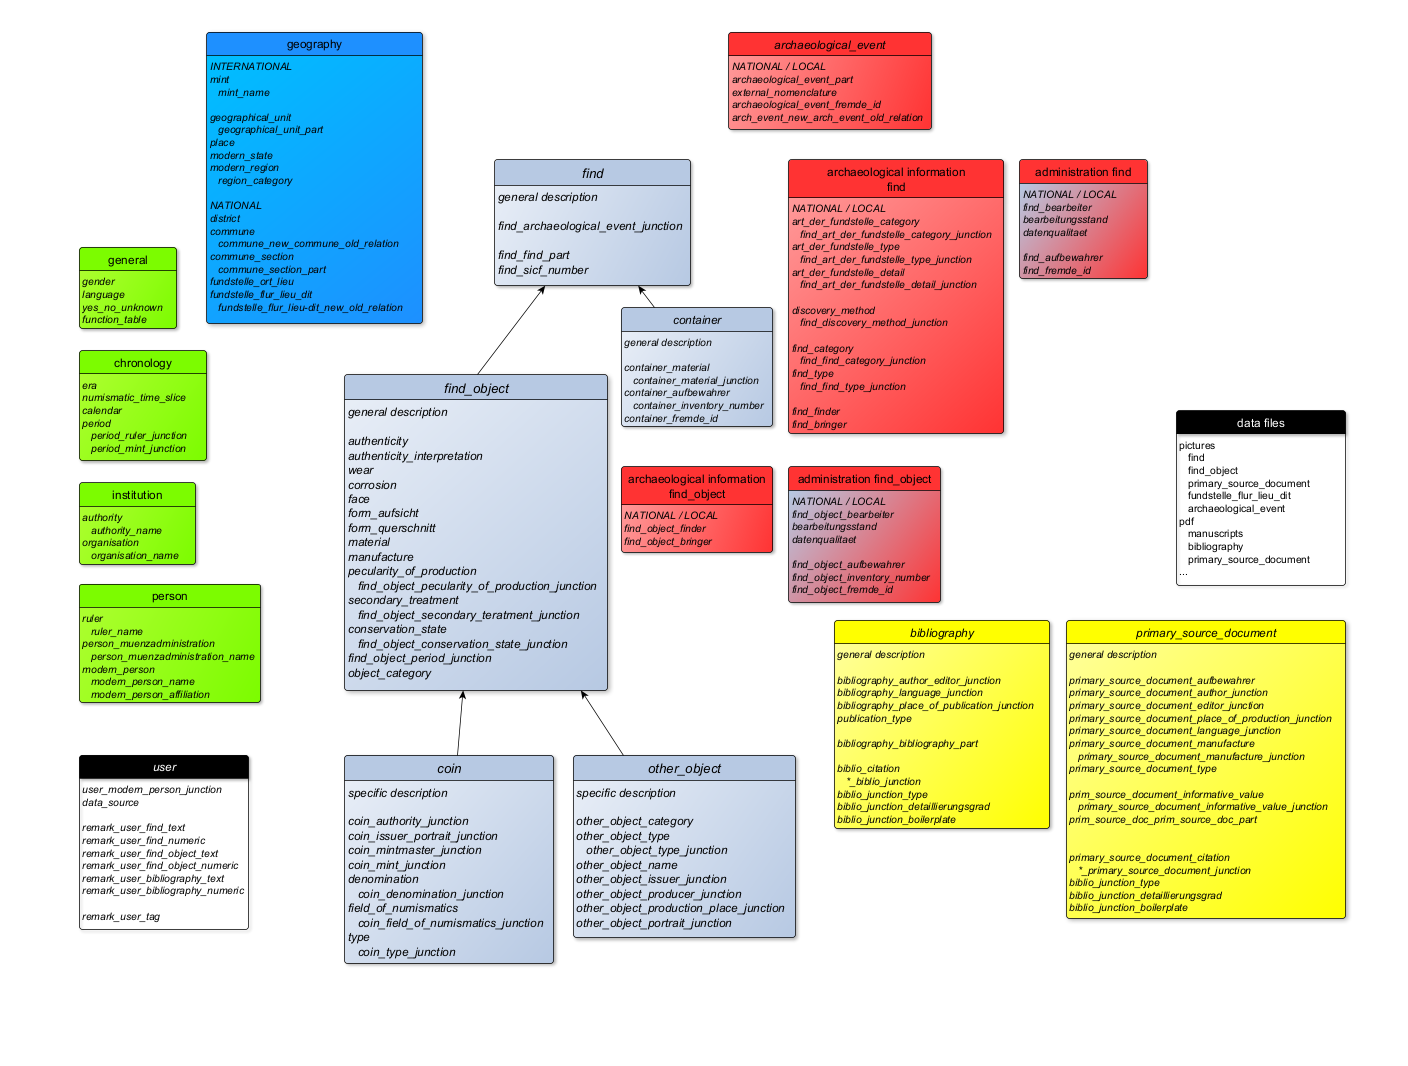 geography
INTERNATIONAL
mint
mint_name
geographical_unit
geographical_unit_part
place
modern_state
modern_region
region_category
NATIONAL
district
commune
commune_new_commune_old_relation
commune_section
commune_section_part
fundstelle_ort_lieu
fundstelle_flur_lieu_dit
fundstelle_flur_lieu-dit_new_old_relation
archaeological_event
NATIONAL / LOCAL
archaeological_event_part
external_nomenclature
archaeological_event_fremde_id
arch_event_new_arch_event_old_relation
find
general description
find_archaeological_event_junction
find_find_part
find_sicf_number
archaeological information
find
NATIONAL / LOCAL
art_der_fundstelle_category
find_art_der_fundstelle_category_junction
art_der_fundstelle_type
find_art_der_fundstelle_type_junction
art_der_fundstelle_detail
find_art_der_fundstelle_detail_junction
discovery_method
find_discovery_method_junction
find_category
find_find_category_junction
find_type
find_find_type_junction
find_finder
find_bringer
administration find
NATIONAL / LOCAL
find_bearbeiter
bearbeitungsstand
datenqualitaet
find_aufbewahrer
find_fremde_id
general
gender
language
yes_no_unknown
function_table
container
general description
container_material
container_material_junction
container_aufbewahrer
container_inventory_number
container_fremde_id
chronology
era
numismatic_time_slice
calendar
period
period_ruler_junction
period_mint_junction
find_object
general description
authenticity
authenticity_interpretation
wear
corrosion
face
form_aufsicht
form_querschnitt
material
manufacture
pecularity_of_production
find_object_pecularity_of_production_junction
secondary_treatment
find_object_secondary_teratment_junction
conservation_state
find_object_conservation_state_junction
find_object_period_junction
object_category
data files
pictures
find
find_object
primary_source_document
fundstelle_flur_lieu_dit
archaeological_event
pdf
manuscripts
bibliography
primary_source_document
...
archaeological information
find_object
NATIONAL / LOCAL
find_object_finder
find_object_bringer
administration find_object
NATIONAL / LOCAL
find_object_bearbeiter
bearbeitungsstand
datenqualitaet
find_object_aufbewahrer
find_object_inventory_number
find_object_fremde_id
institution
authority
authority_name
organisation
organisation_name
person
ruler
ruler_name
person_muenzadministration
person_muenzadministration_name
modern_person
modern_person_name
modern_person_affiliation
bibliography
general description
bibliography_author_editor_junction
bibliography_language_junction
bibliography_place_of_publication_junction
publication_type
bibliography_bibliography_part
biblio_citation
*_biblio_junction
biblio_junction_type
biblio_junction_detaillierungsgrad
biblio_junction_boilerplate
primary_source_document
general description
primary_source_document_aufbewahrer
primary_source_document_author_junction
primary_source_document_editor_junction
primary_source_document_place_of_production_junction
primary_source_document_language_junction
primary_source_document_manufacture
primary_source_document_manufacture_junction
primary_source_document_type
prim_source_document_informative_value
primary_source_document_informative_value_junction
prim_source_doc_prim_source_doc_part
primary_source_document_citation
*_primary_source_document_junction
biblio_junction_type
biblio_junction_detaillierungsgrad
biblio_junction_boilerplate
user
user_modern_person_junction
data_source
remark_user_find_text
remark_user_find_numeric
remark_user_find_object_text
remark_user_find_object_numeric
remark_user_bibliography_text
remark_user_bibliography_numeric
remark_user_tag
coin
specific description
coin_authority_junction
coin_issuer_portrait_junction
coin_mintmaster_junction
coin_mint_junction
denomination
coin_denomination_junction
field_of_numismatics
coin_field_of_numismatics_junction
type
coin_type_junction
other_object
specific description
other_object_category
other_object_type
other_object_type_junction
other_object_name
other_object_issuer_junction
other_object_producer_junction
other_object_production_place_junction
other_object_portrait_junction